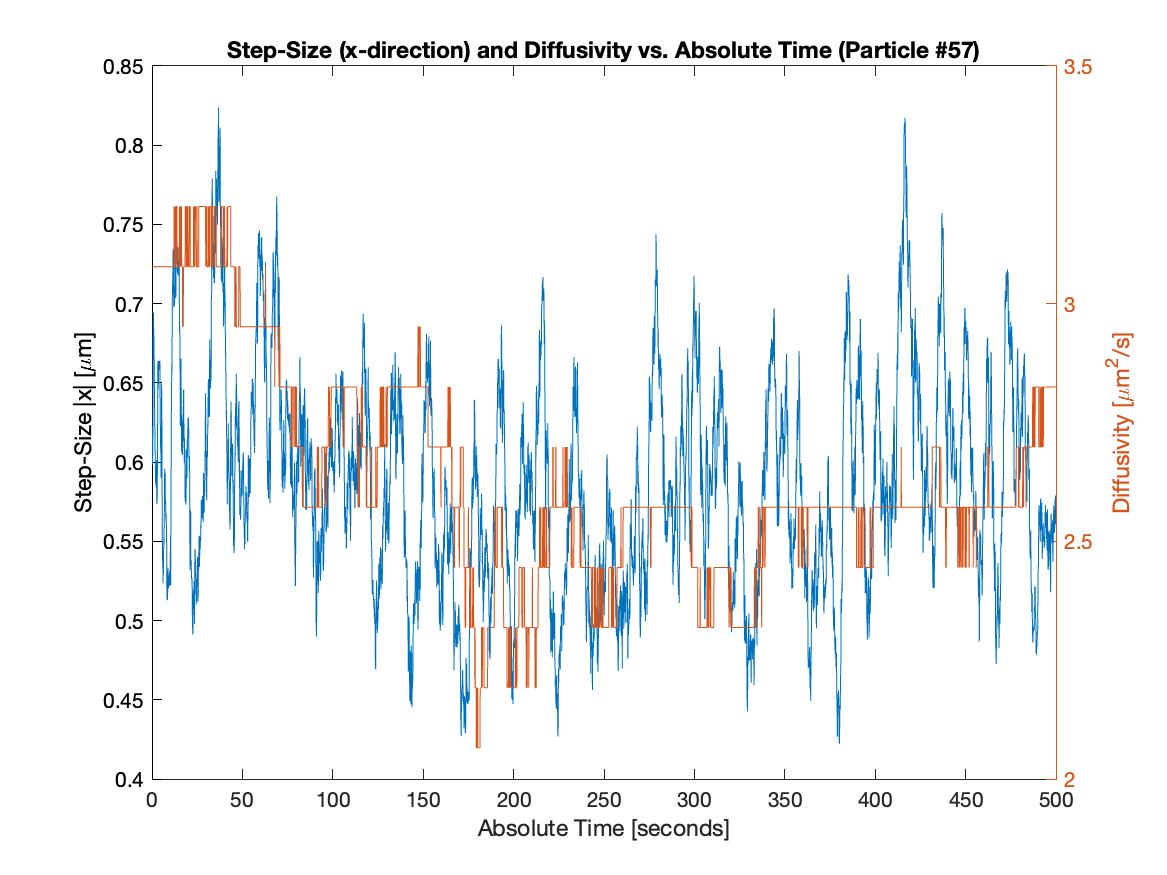 Step-Size (x-direction) and Diffusivity vs. Absolute Time (Particle #57)
0.85
0.8
0.75
0.7
0.65
0.6
0.55
0.5
0.45
0.4
Step-Size |x| [μm]
3.5
3
2.5
2
Diffusivity [μm²/s]
0 50 100 150 200 250 300 350 400 450 500
Absolute Time [seconds]